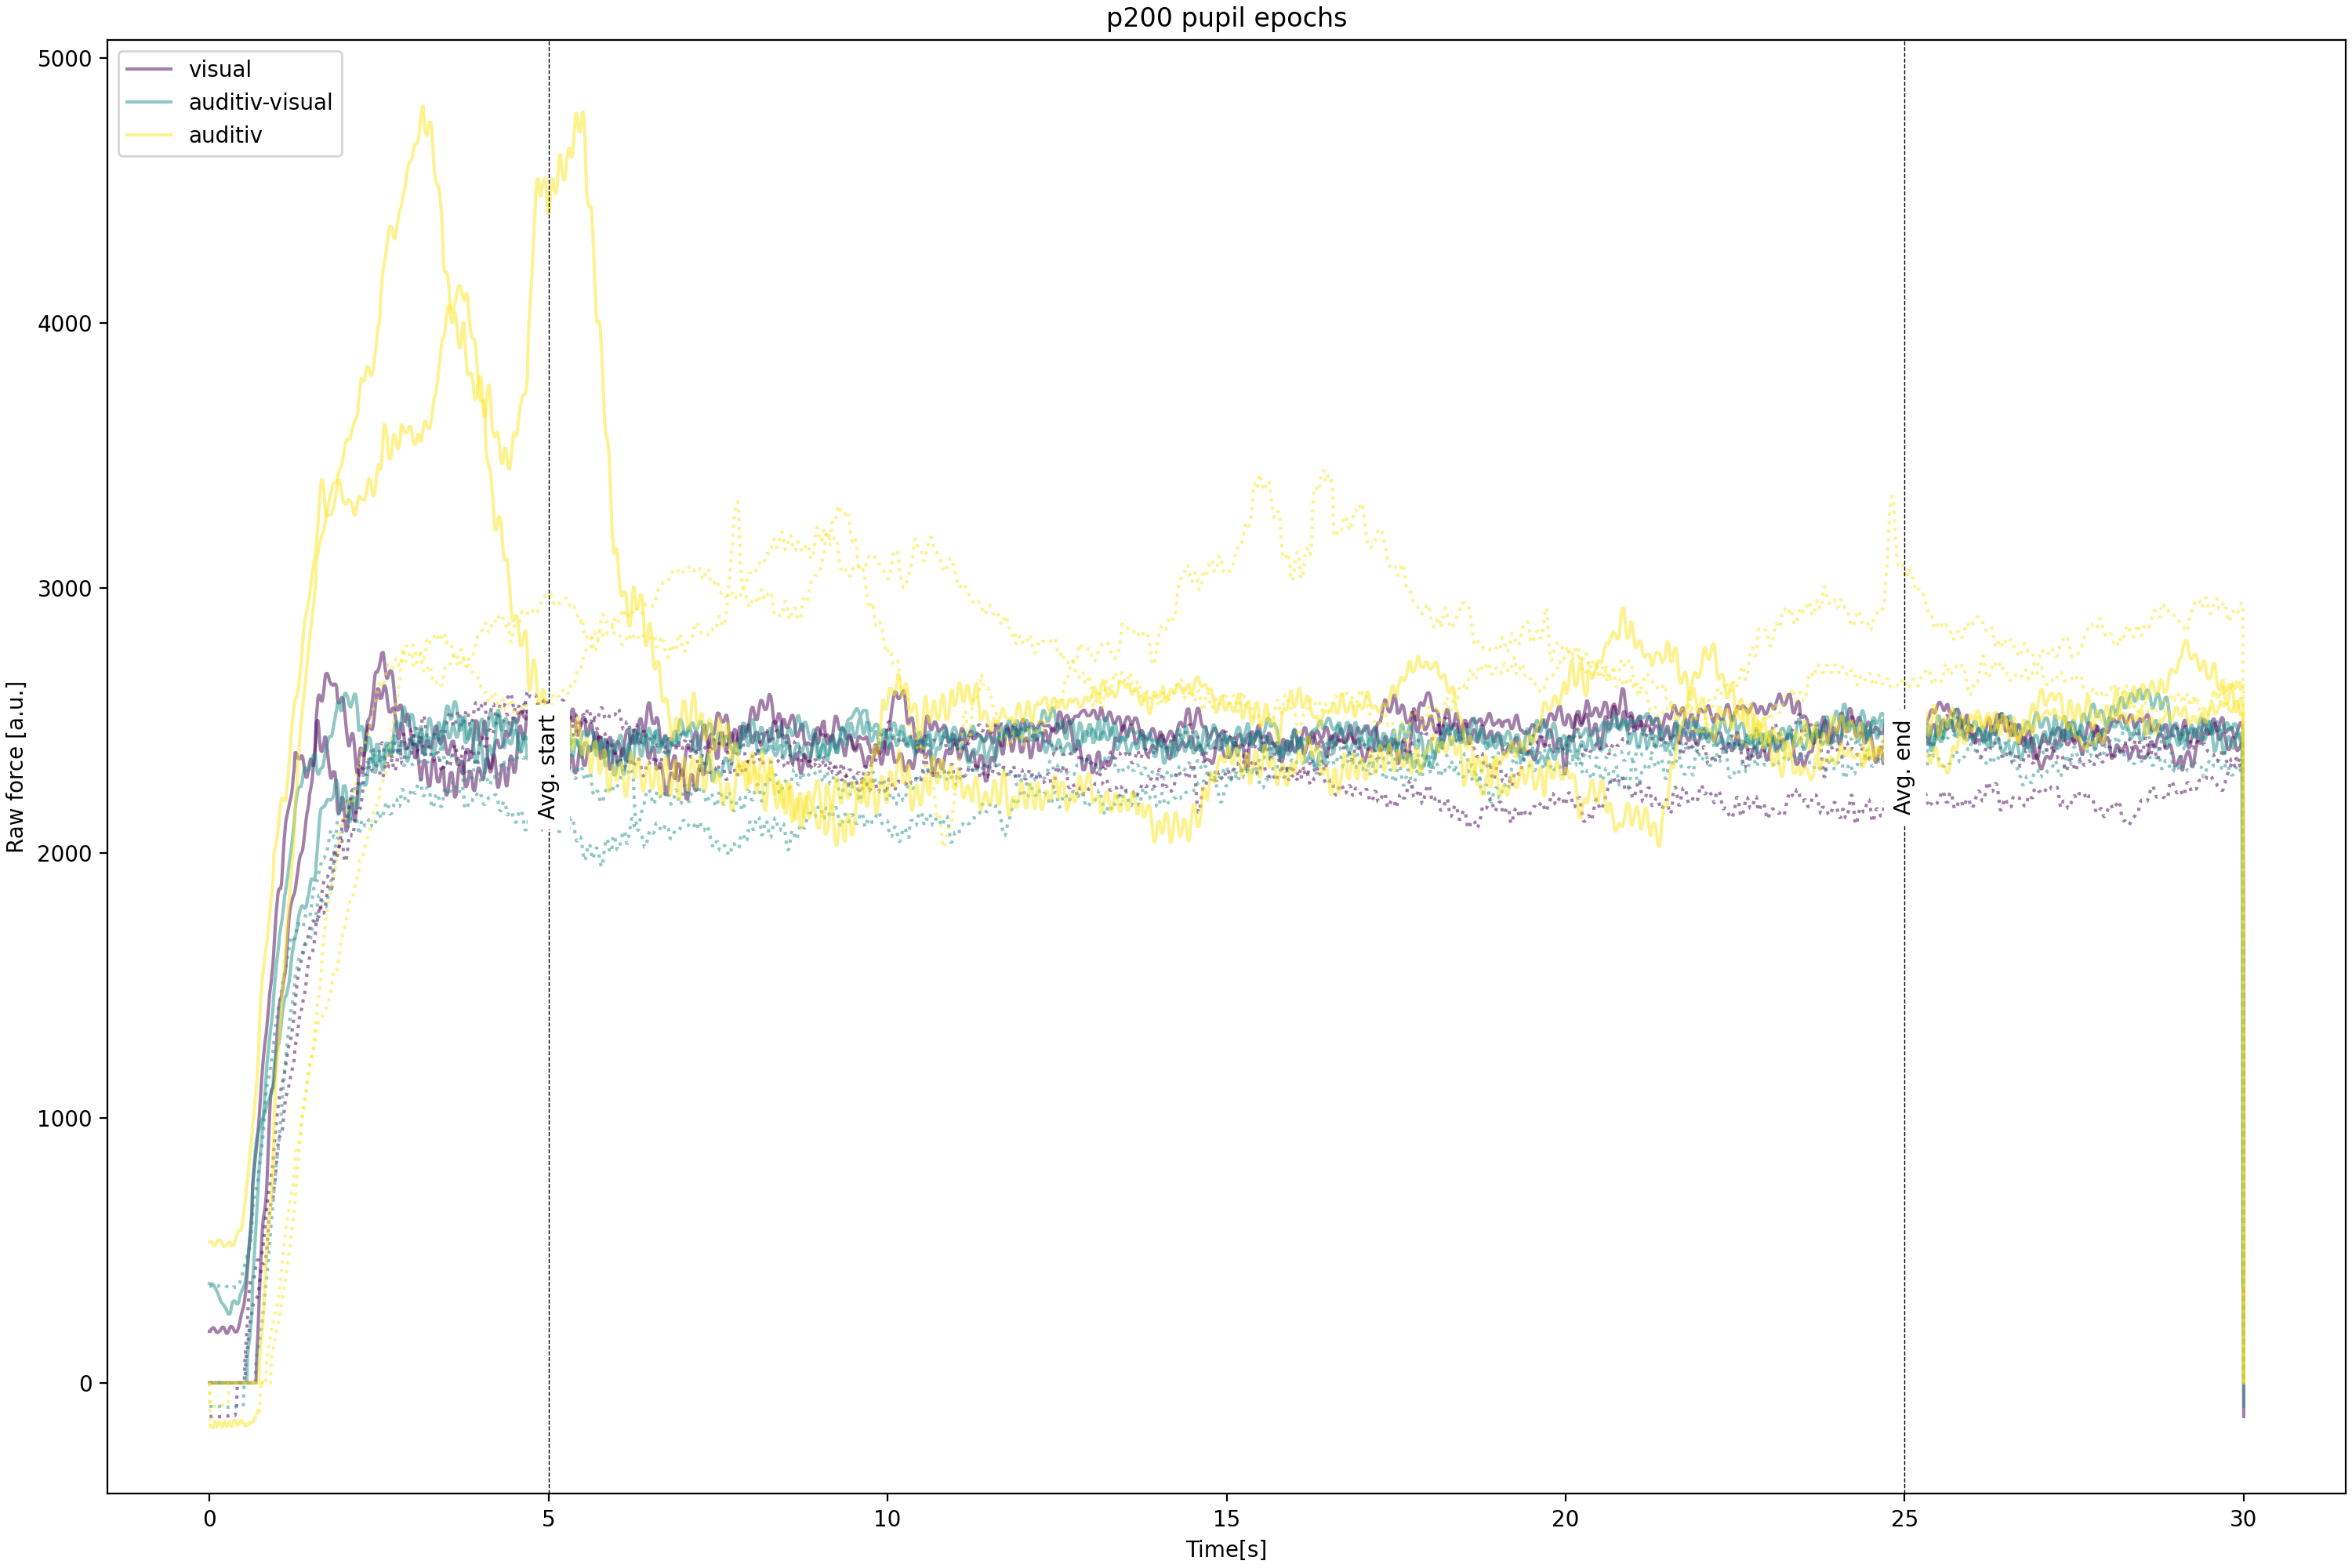 p200 pupil epochs
visual
auditiv-visual
auditiv
Raw force [a.u.]
5000
4000
3000
2000
1000
0
Avg. start
Avg. end
0 5 10 15 20 25 30
Time[s]